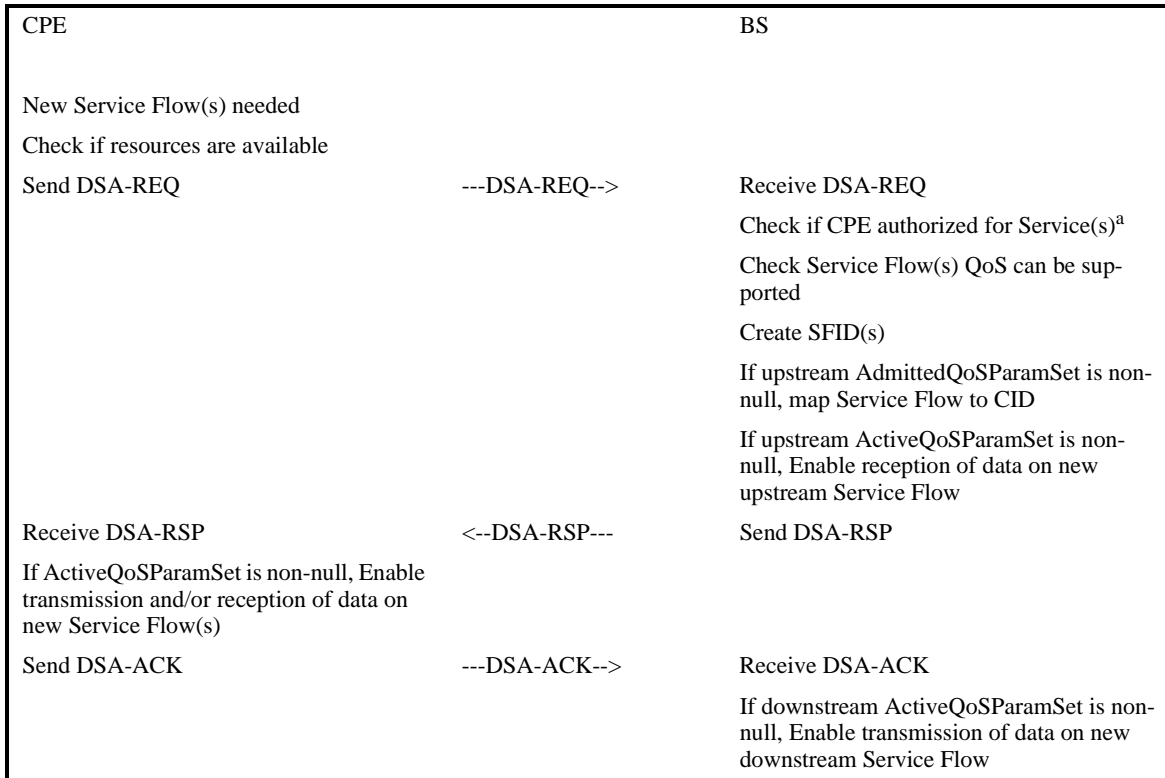 CPE BS
New Service Flow(s) needed
Check if resources are available
Send DSA-REQ ---DSA-REQ--> Receive DSA-REQ
Check if CPE authorized for Service(s)a
Check Service Flow(s) QoS can be sup-
ported
Create SFID(s)
If upstream AdmittedQoSParamSet is non-
null, map Service Flow to CID
If upstream ActiveQoSParamSet is non-
null, Enable reception of data on new
upstream Service Flow
Receive DSA-RSP <--DSA-RSP--- Send DSA-RSP
If ActiveQoSParamSet is non-null, Enable
transmission and/or reception of data on
new Service Flow(s)
Send DSA-ACK ---DSA-ACK--> Receive DSA-ACK
If downstream ActiveQoSParamSet is non-
null, Enable transmission of data on new
downstream Service Flow